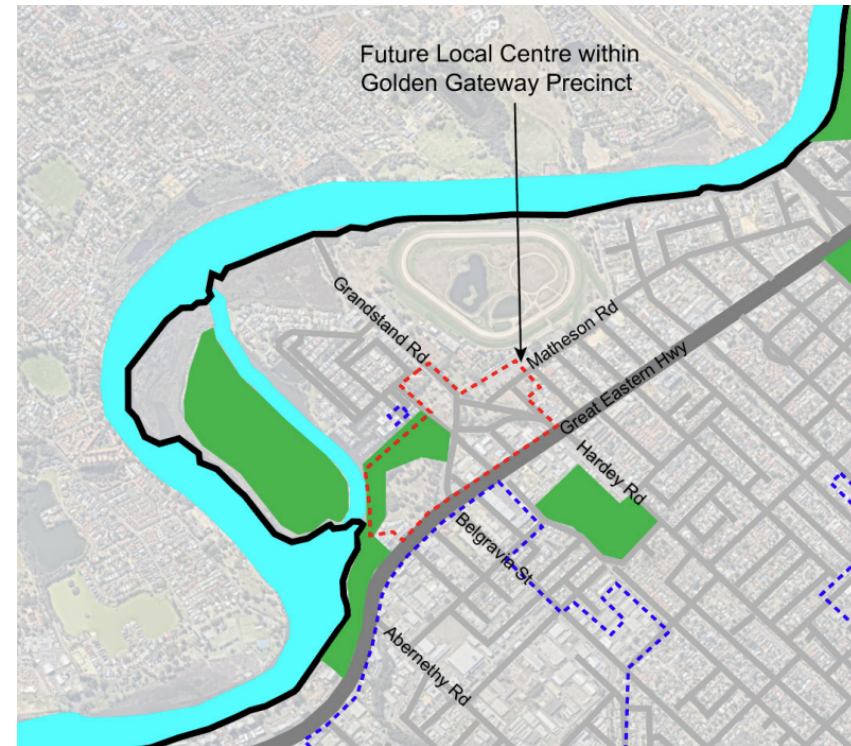 Future Local Centre within
Golden Gateway Precinct
Grandstand Rd
Matheson Rd
Great Eastern Hwy
Hardey Rd
Belgravia St
Abernethy Rd